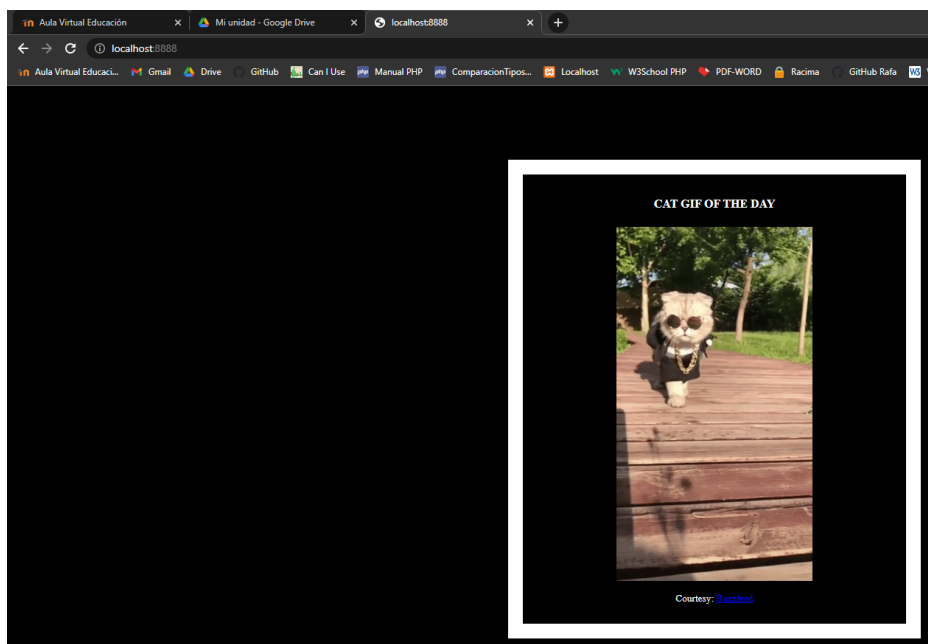 Aula Virtual Educación
Mi unidad - Google Drive
localhost:8888
localhost:8888
Aula Virtual Educaci... Gmail Drive GitHub Can I Use Manual PHP ComparacionTipos... Localhost W3School PHP PDF-WORD Racima GitHub Rafa
CAT GIF OF THE DAY
Courtesy: Buzzfeed